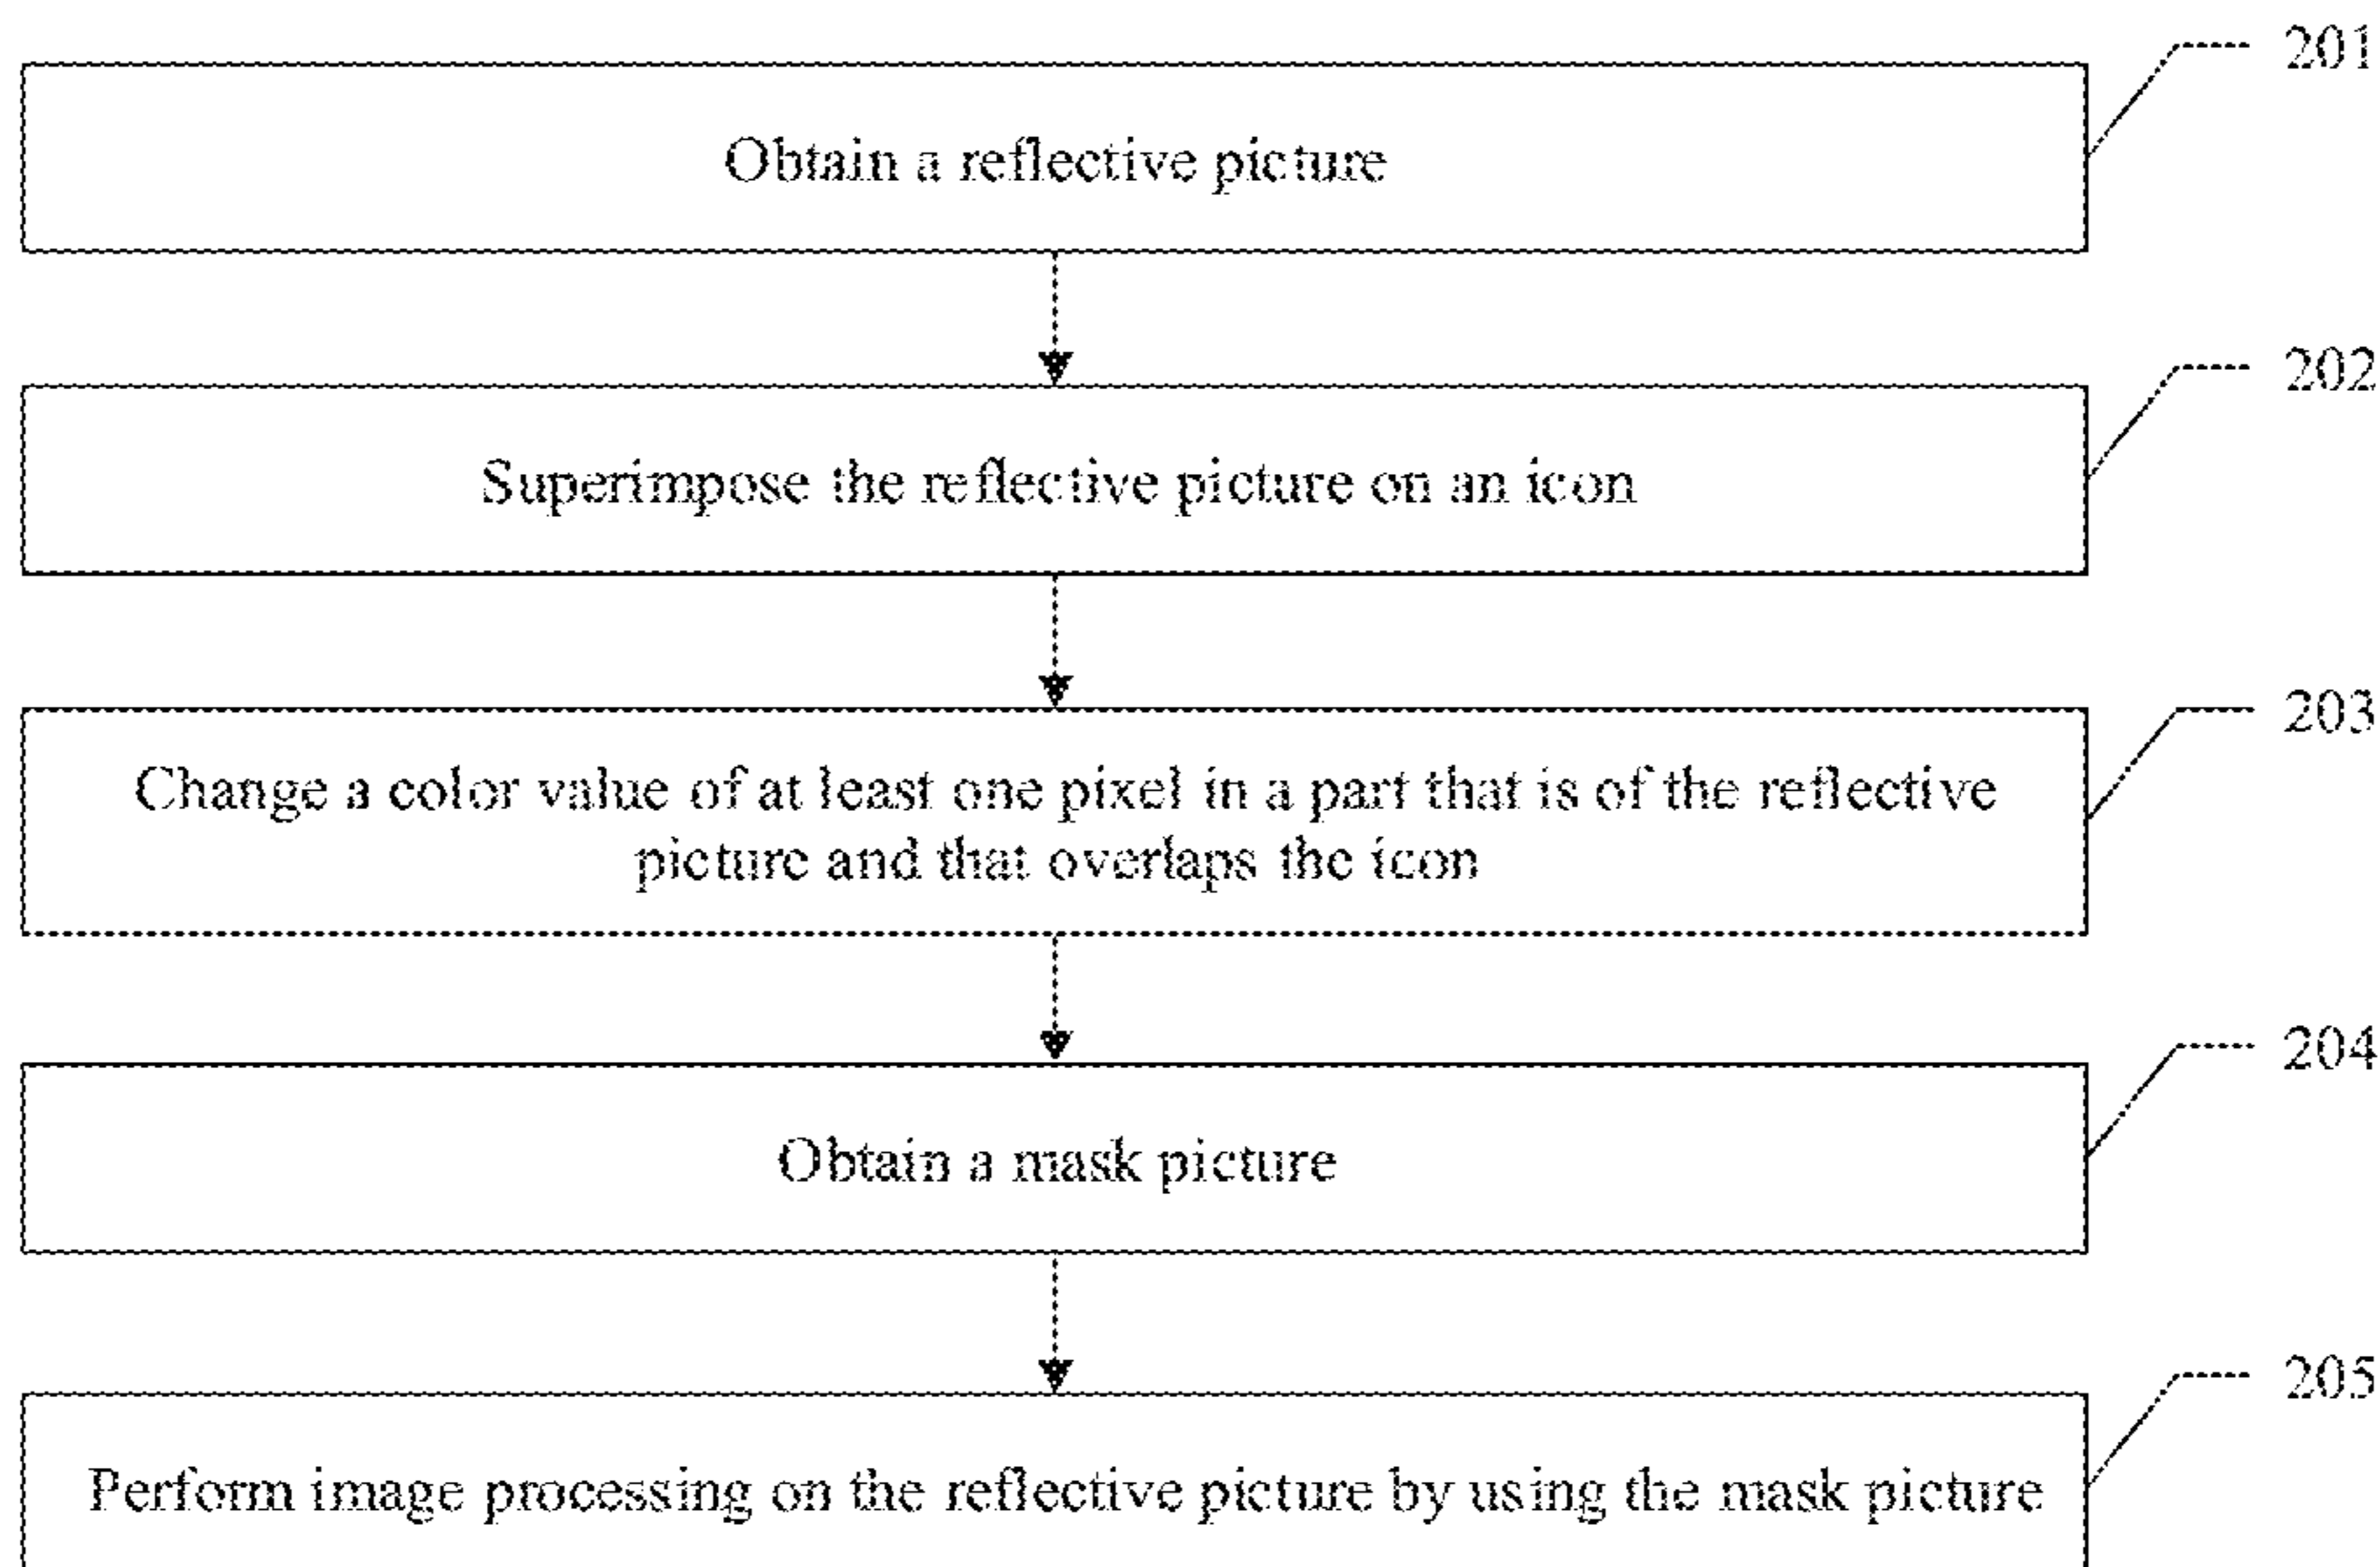 201
Obtain a reflective picture
202
Superimpose the reflective picture on an icon
203
Change a color value of at least one pixel in a part that is of the reflective
picture and that overlaps the icon
204
Obtain a mask picture
205
Perform image processing on the reflective picture by using the mask picture